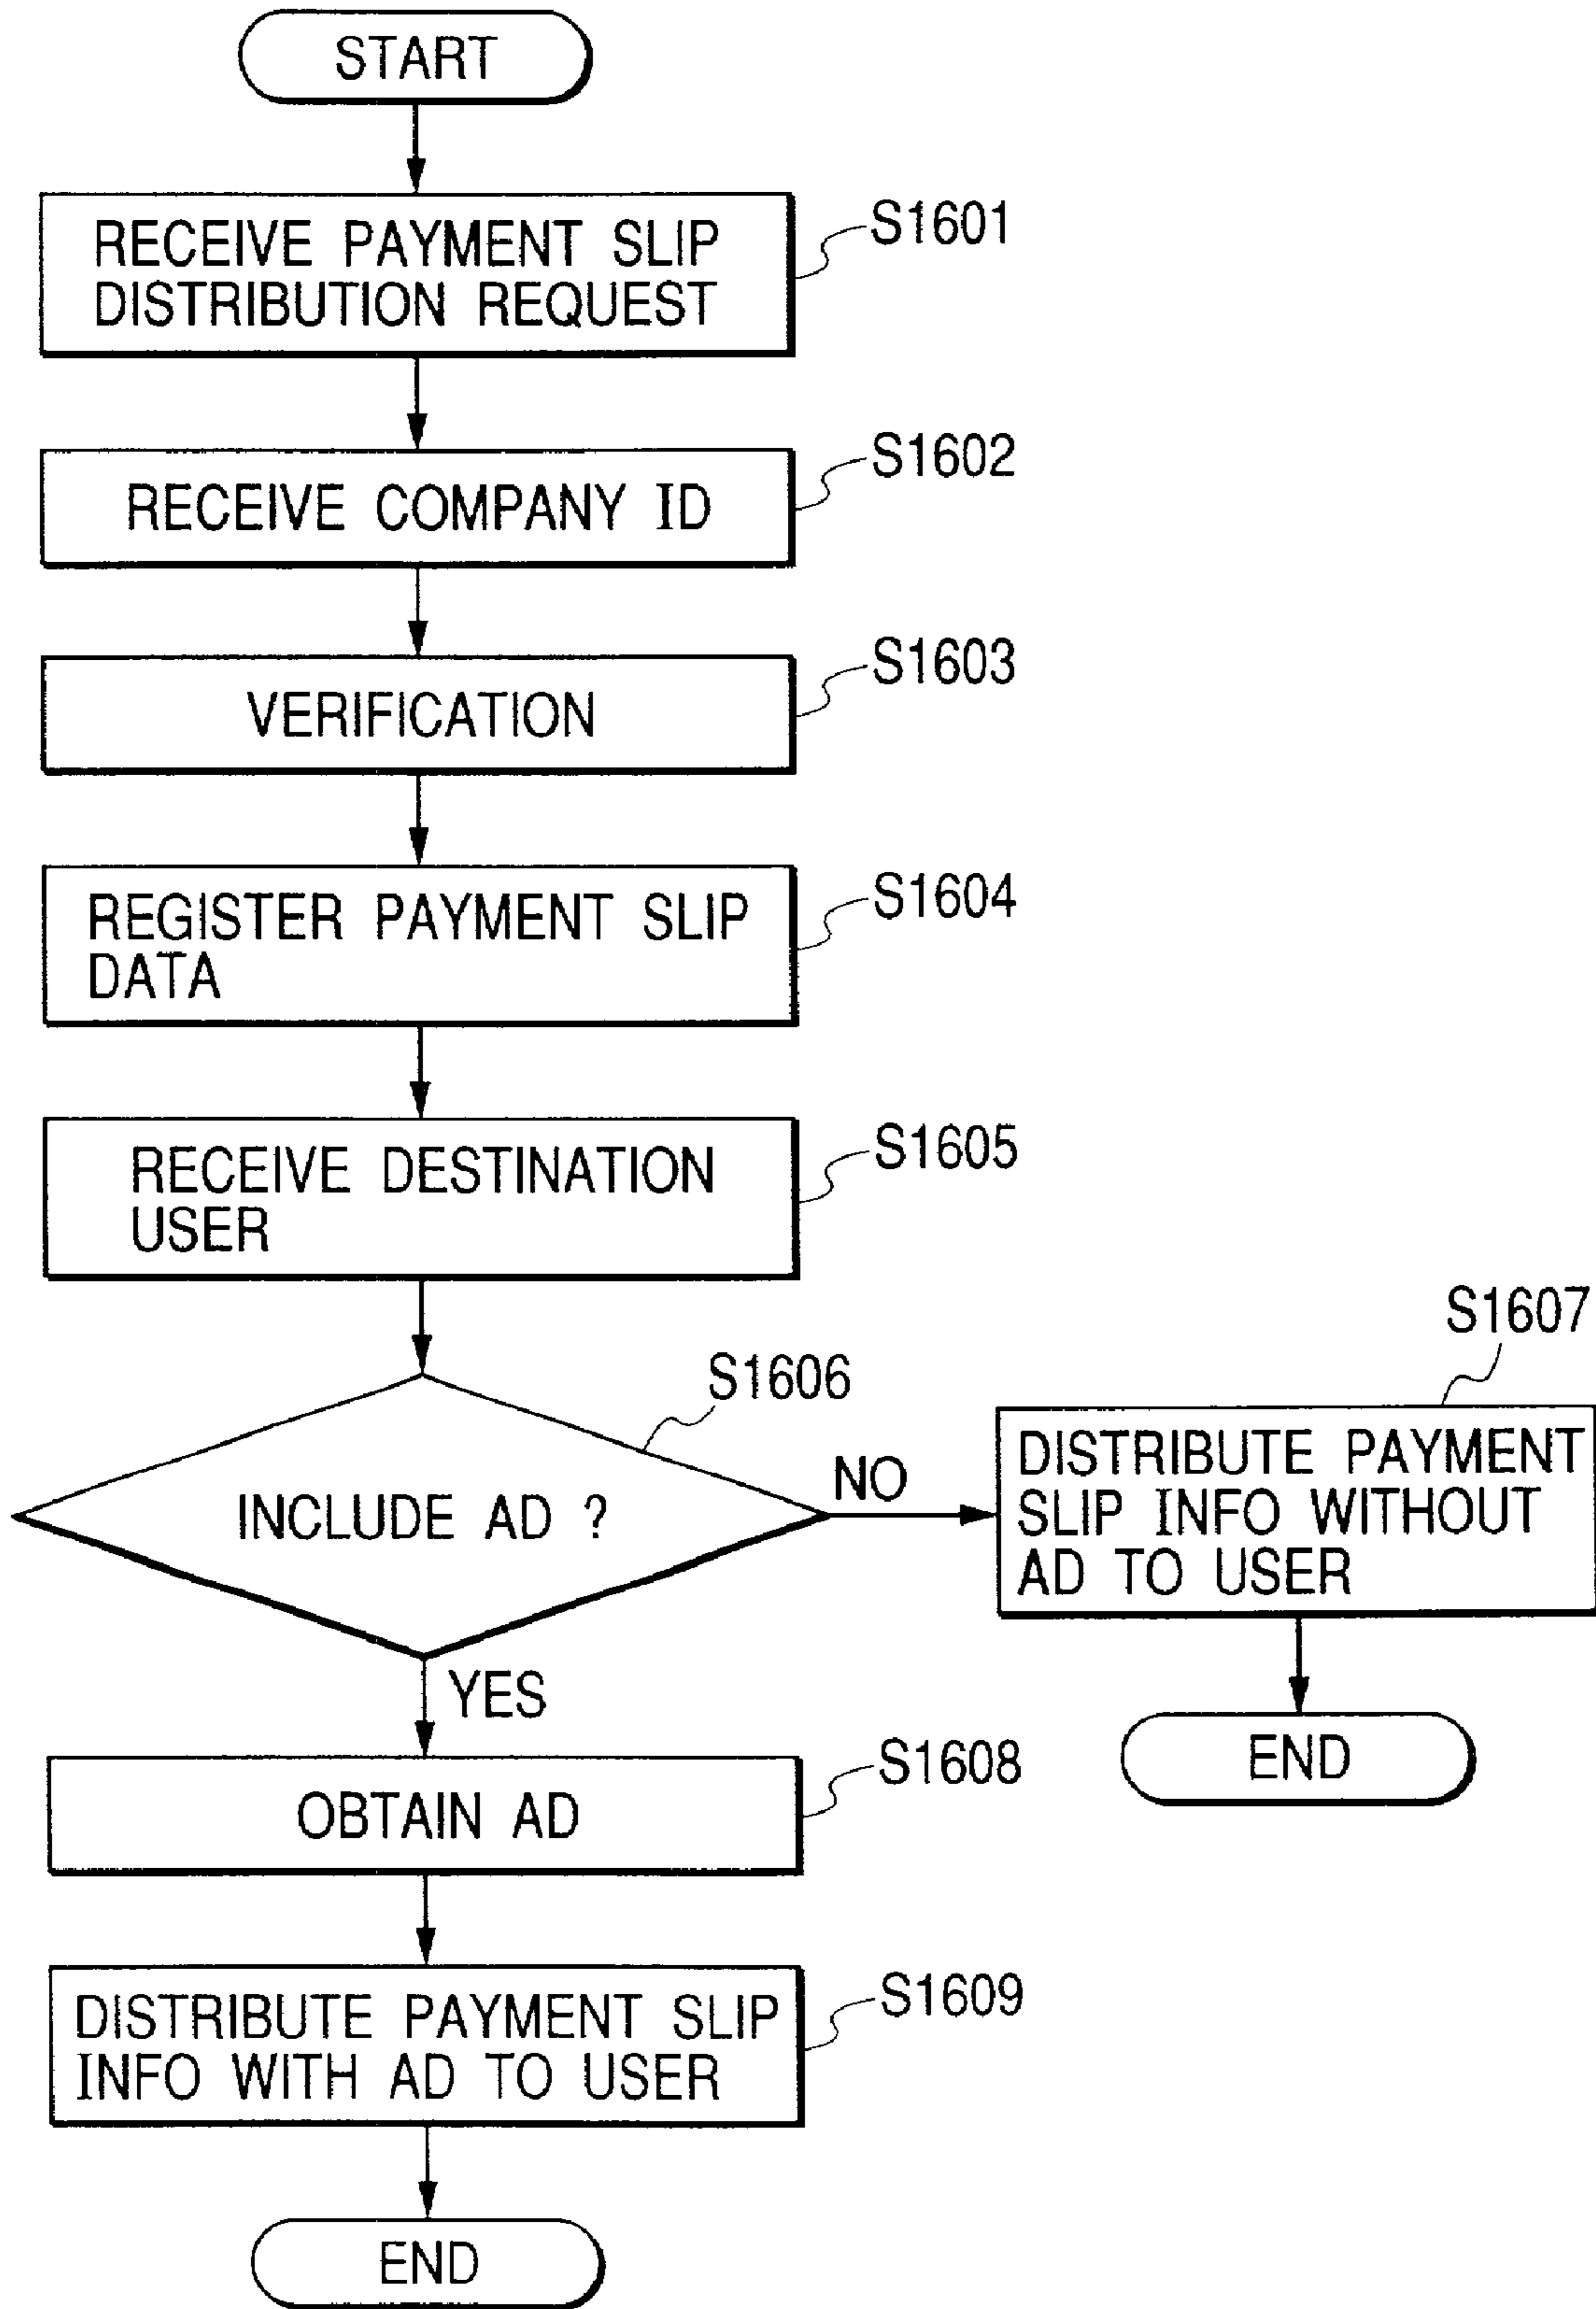 START
RECEIVE PAYMENT SLIP
DISTRIBUTION REQUEST
S1601
RECEIVE COMPANY ID
S1602
VERIFICATION
S1603
REGISTER PAYMENT SLIP
DATA
S1604
RECEIVE DESTINATION
USER
S1605
INCLUDE AD ?
S1606
NO
DISTRIBUTE PAYMENT
SLIP INFO WITHOUT
AD TO USER
S1607
END
YES
OBTAIN AD
S1608
DISTRIBUTE PAYMENT SLIP
INFO WITH AD TO USER
S1609
END